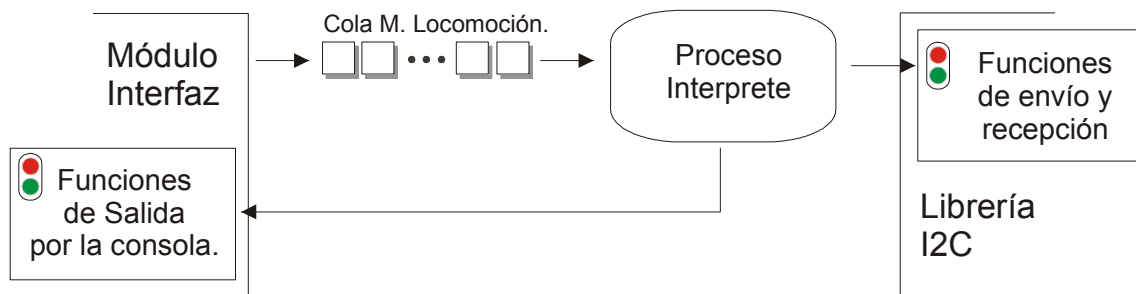 Cola M. Locomoción.
Módulo
Interfaz
Proceso
Interprete
Funciones
de envío y
recepción
Funciones
de Salida
por la consola.
Librería
I2C